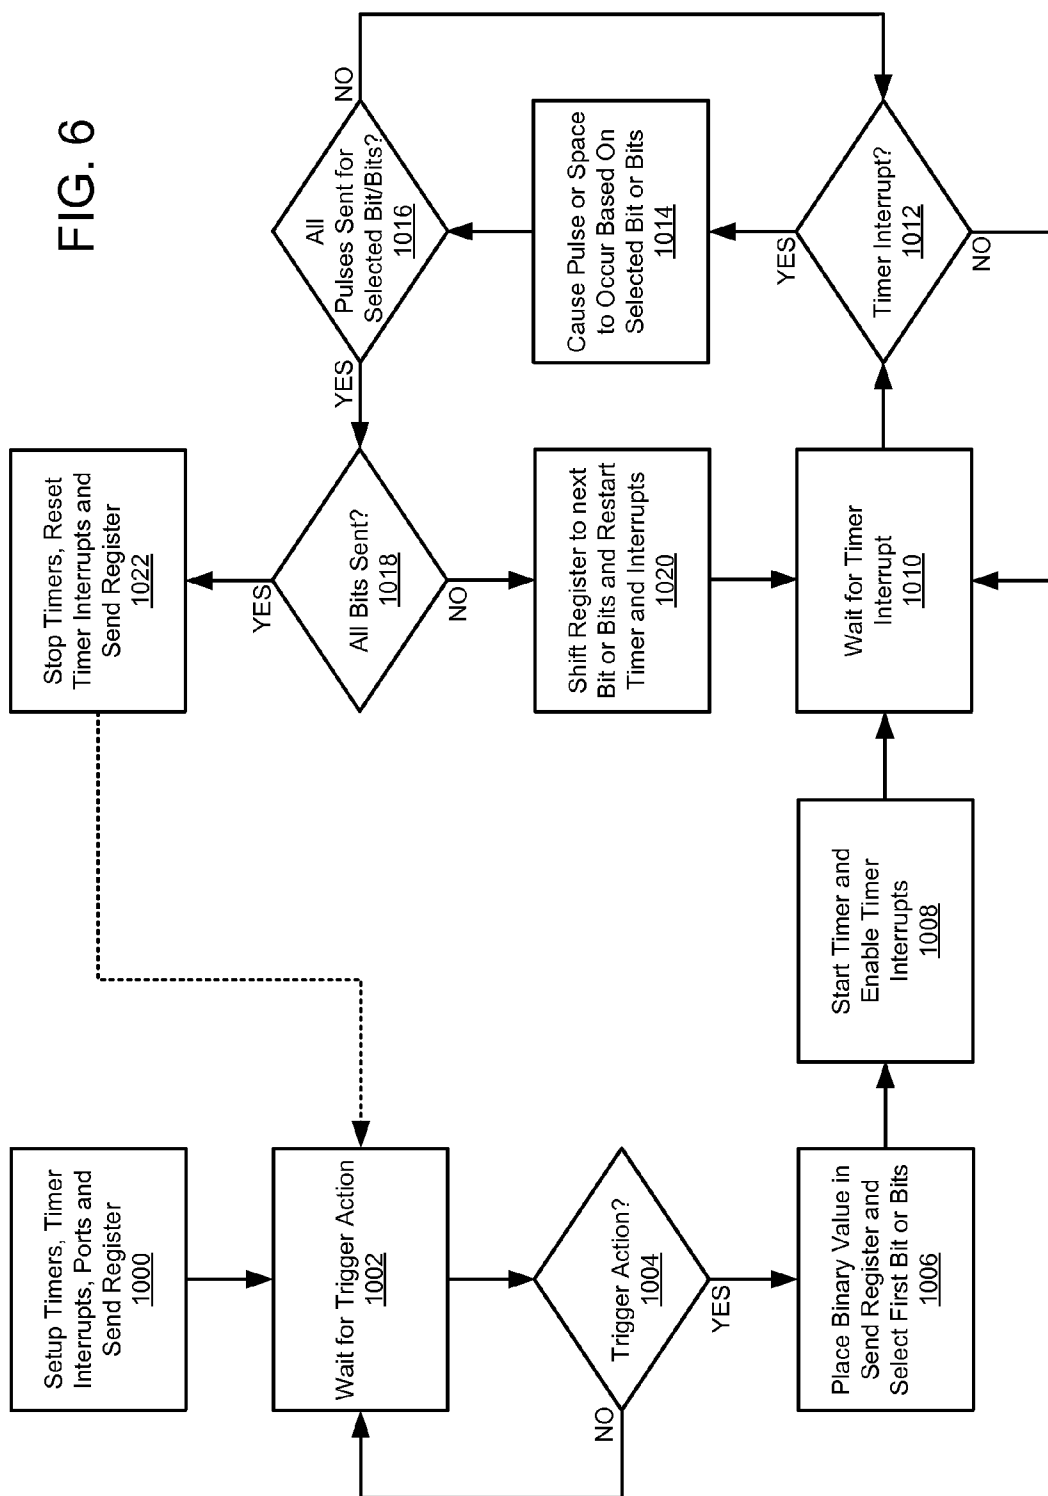 FIG. 6
Setup Timers, Timer
Interrupts, Ports and
Send Register
1000
Wait for Trigger Action
1002
Trigger Action?
1004
NO
YES
Place Binary Value in
Send Register and
Select First Bit or Bits
1006
Start Timer and
Enable Timer
Interrupts
1008
Wait for Timer
Interrupt
1010
Timer Interrupt?
1012
NO
YES
Cause Pulse or Space
to Occur Based On
Selected Bit or Bits
1014
All
Pulses Sent for
Selected Bit/Bits?
1016
NO
YES
All Bits Sent?
1018
NO
YES
Shift Register to next
Bit or Bits and Restart
Timer and Interrupts
1020
Stop Timers, Reset
Timer Interrupts and
Send Register
1022